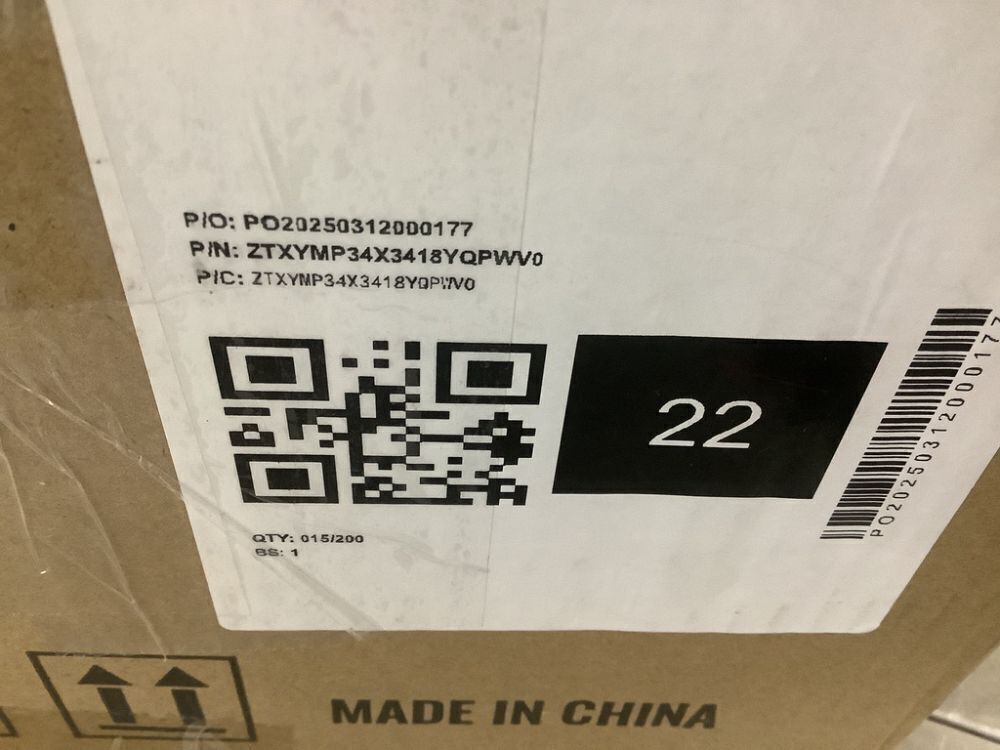 P/O: PO20250312000177
P/N: ZTXYMP34X3418YQPWV0
P/C: ZTXYMP34X3418YQPWV0
22
PO20250312000177
QTY: 015/200
BS: 1
MADE IN CHINA